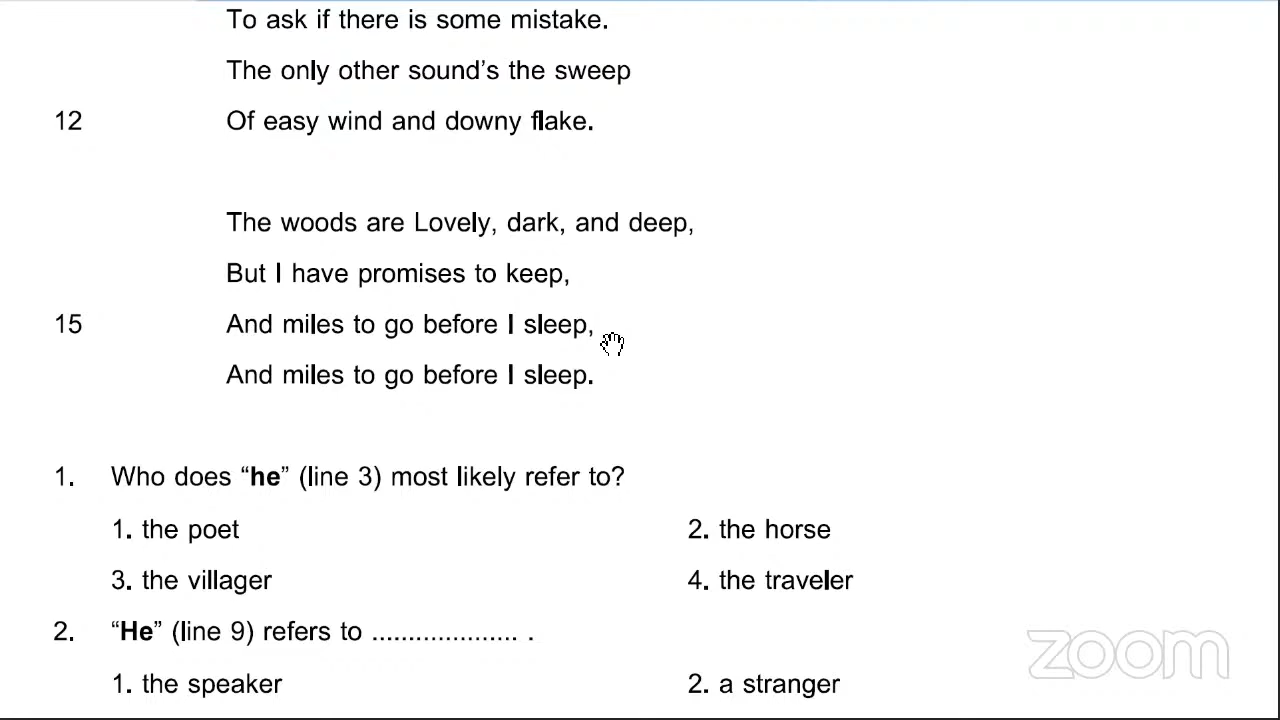 To ask if there is some mistake.
The only other sound’s the sweep
12 Of easy wind and downy flake.
The woods are Lovely, dark, and deep,
But I have promises to keep,
15 And miles to go before I sleep,
And miles to go before I sleep.
1. Who does “he” (line 3) most likely refer to?
1. the poet 2. the horse
3. the villager 4. the traveler
2. “He” (line 9) refers to .................... .
1. the speaker 2. a stranger
zoom